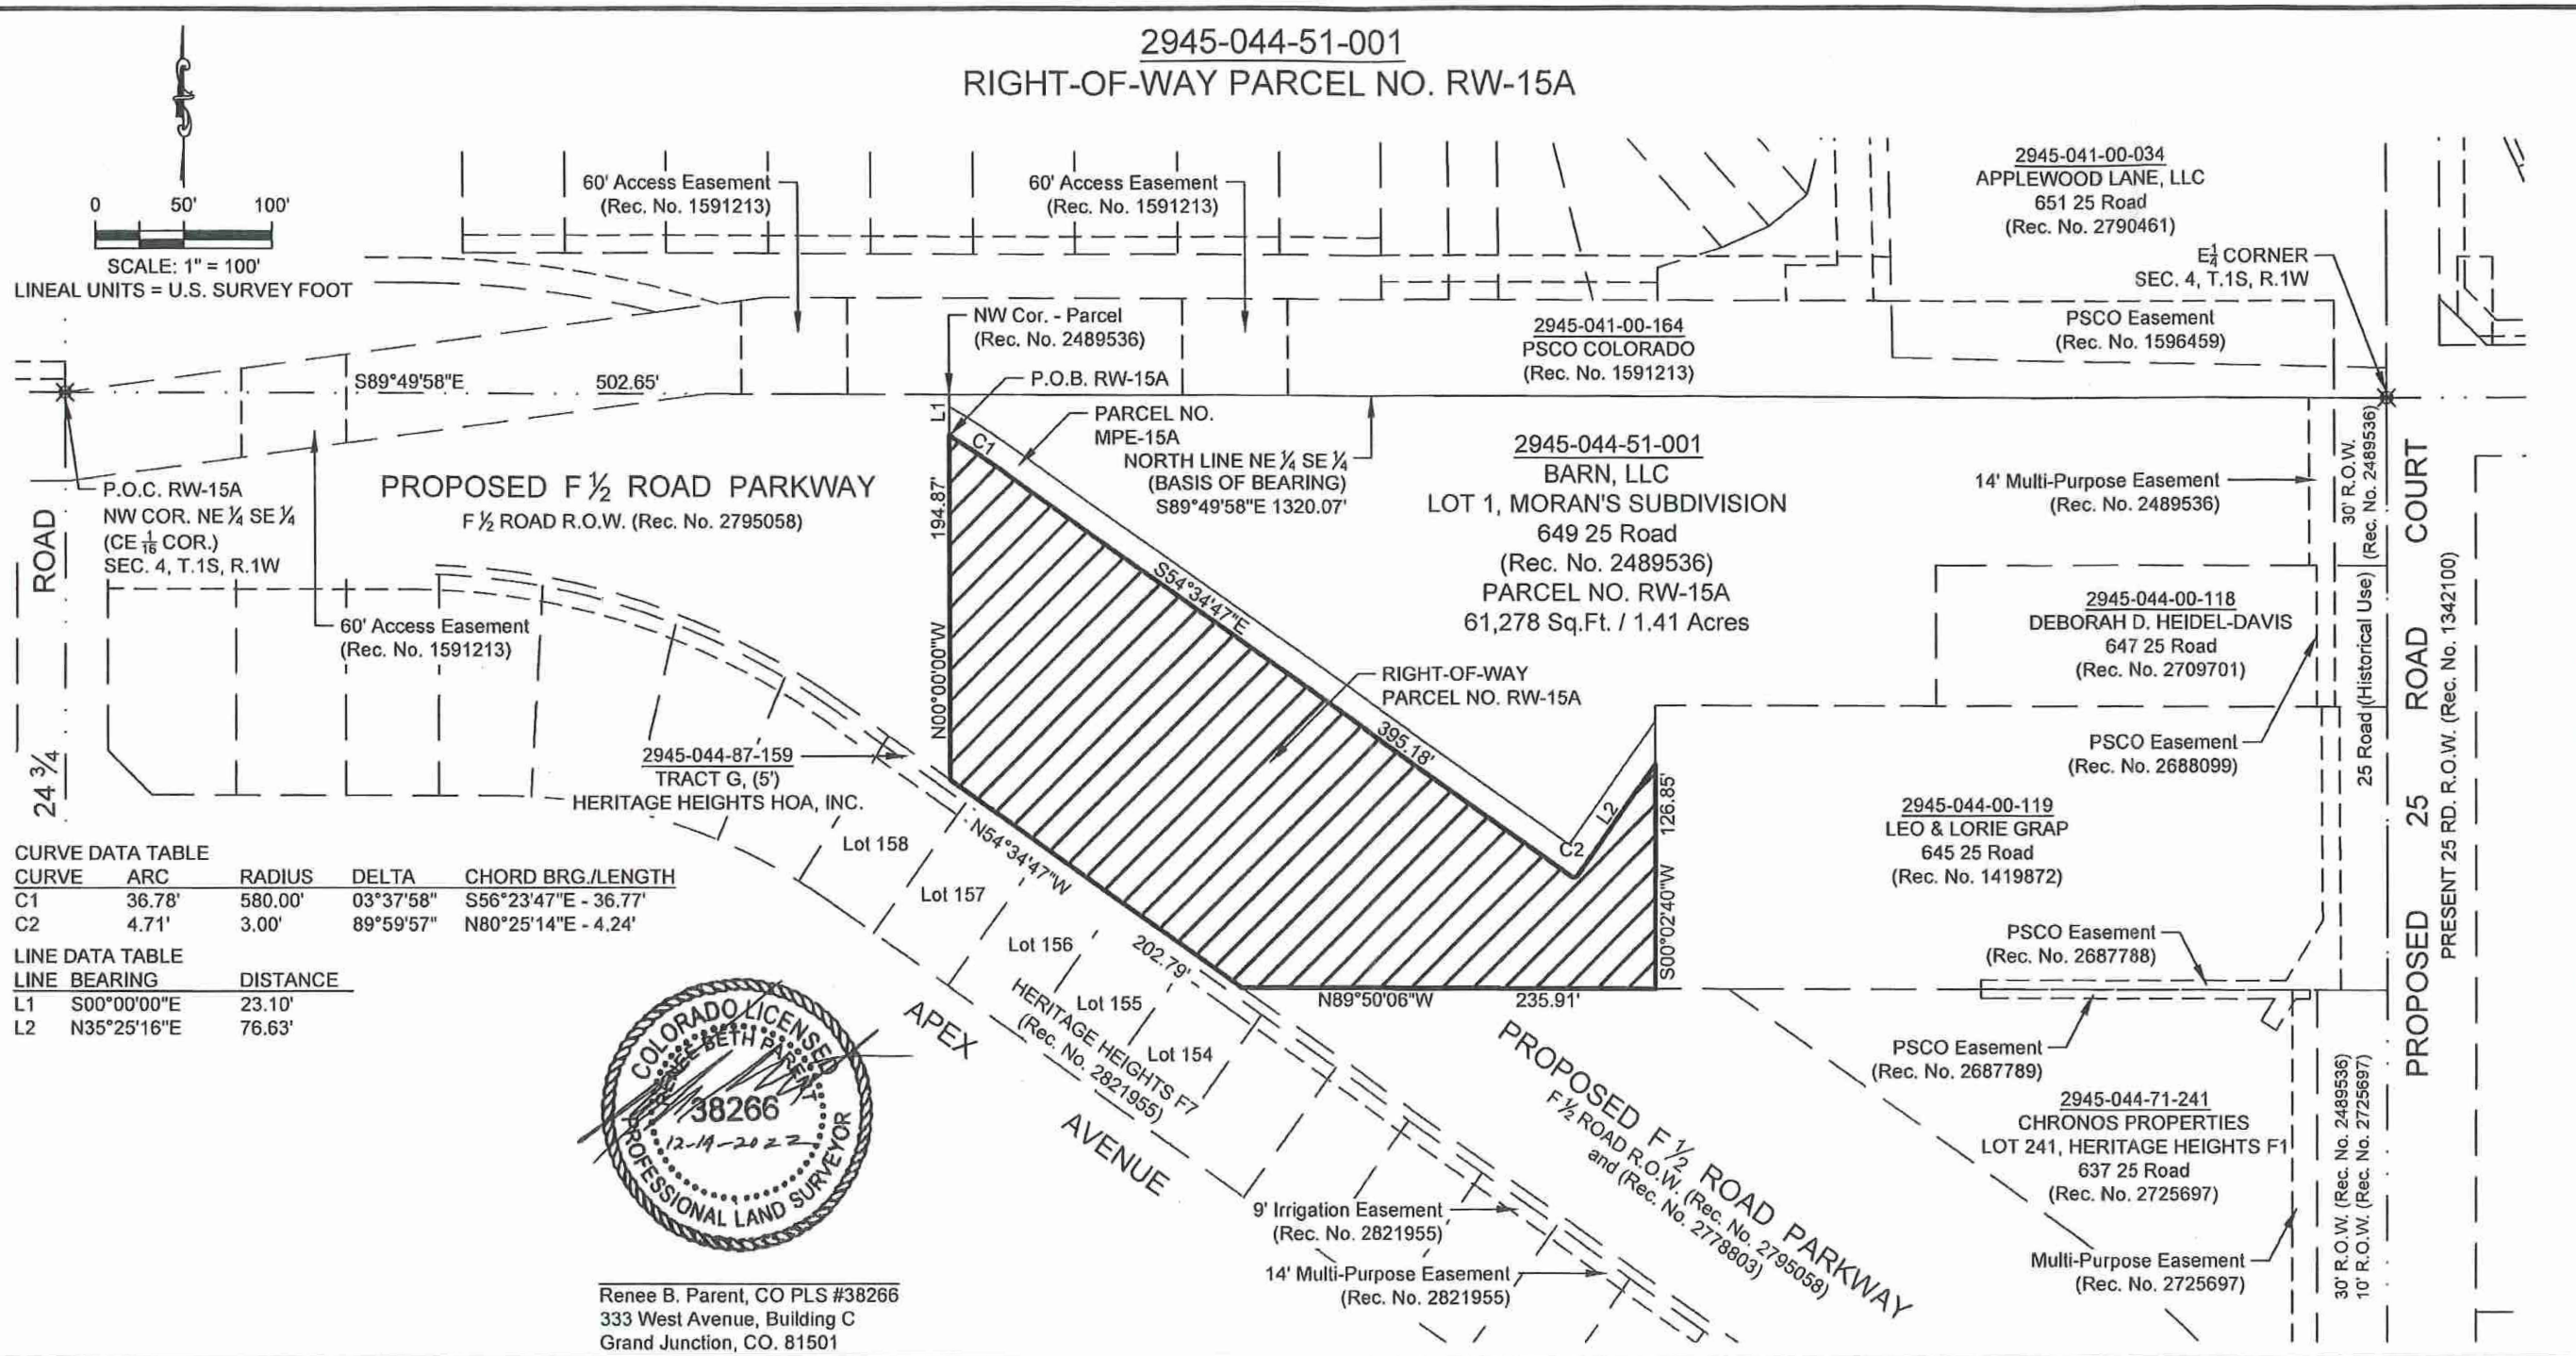 2945-044-51-001
RIGHT-OF-WAY PARCEL NO. RW-15A
0 50' 100'
SCALE: 1" = 100'
LINEAL UNITS = U.S. SURVEY FOOT
60' Access Easement
(Rec. No. 1591213)
60' Access Easement
(Rec. No. 1591213)
2945-041-00-034
APPLEWOOD LANE, LLC
651 25 Road
(Rec. No. 2790461)
E¼ CORNER
SEC. 4, T.1S, R.1W
NW Cor. - Parcel
(Rec. No. 2489536)
2945-041-00-164
PSCO COLORADO
(Rec. No. 1591213)
PSCO Easement
(Rec. No. 1596459)
S89°49'58"E 502.65'
P.O.B. RW-15A
L1
C1
PARCEL NO.
MPE-15A
NORTH LINE NE ¼ SE ¼
(BASIS OF BEARING)
S89°49'58"E 1320.07'
2945-044-51-001
BARN, LLC
LOT 1, MORAN'S SUBDIVISION
649 25 Road
(Rec. No. 2489536)
PARCEL NO. RW-15A
61,278 Sq.Ft. / 1.41 Acres
14' Multi-Purpose Easement
(Rec. No. 2489536)
30' R.O.W.
(Rec. No. 2489536)
25 Road (Historical Use)
PROPOSED 25 ROAD COURT
PRESENT 25 RD. R.O.W. (Rec. No. 1342100)
P.O.C. RW-15A
NW COR. NE ¼ SE ¼
(CE 1/16 COR.)
SEC. 4, T.1S, R.1W
24 ¾ ROAD
PROPOSED F ½ ROAD PARKWAY
F ½ ROAD R.O.W. (Rec. No. 2795058)
60' Access Easement
(Rec. No. 1591213)
N00°00'00"W 194.87'
S54°34'47"E 395.18'
RIGHT-OF-WAY
PARCEL NO. RW-15A
2945-044-00-118
DEBORAH D. HEIDEL-DAVIS
647 25 Road
(Rec. No. 2709701)
PSCO Easement
(Rec. No. 2688099)
2945-044-87-159
TRACT G, (5')
HERITAGE HEIGHTS HOA, INC.
C2
L2
S00°02'40"W 126.85'
2945-044-00-119
LEO & LORIE GRAP
645 25 Road
(Rec. No. 1419872)
CURVE DATA TABLE
CURVE ARC RADIUS DELTA CHORD BRG./LENGTH
C1 36.78' 580.00' 03°37'58" S56°23'47"E - 36.77'
C2 4.71' 3.00' 89°59'57" N80°25'14"E - 4.24'
LINE DATA TABLE
LINE BEARING DISTANCE
L1 S00°00'00"E 23.10'
L2 N35°25'16"E 76.63'
N54°34'47"W 202.79'
Lot 158
Lot 157
Lot 156
Lot 155
Lot 154
HERITAGE HEIGHTS F7
(Rec. No. 2821955)
N89°50'06"W 235.91'
PSCO Easement
(Rec. No. 2687788)
PSCO Easement
(Rec. No. 2687789)
APEX AVENUE
PROPOSED F ½ ROAD PARKWAY
F ½ ROAD R.O.W. (Rec. No. 2795058)
and (Rec. No. 2778803)
2945-044-71-241
CHRONOS PROPERTIES
LOT 241, HERITAGE HEIGHTS F1
637 25 Road
(Rec. No. 2725697)
Multi-Purpose Easement
(Rec. No. 2725697)
30' R.O.W. (Rec. No. 2489536)
10' R.O.W. (Rec. No. 2725697)
9' Irrigation Easement
(Rec. No. 2821955)
14' Multi-Purpose Easement
(Rec. No. 2821955)
COLORADO LICENSED
RENEE BETH PARENT
38266
12-19-2022
PROFESSIONAL LAND SURVEYOR
Renee B. Parent, CO PLS #38266
333 West Avenue, Building C
Grand Junction, CO. 81501